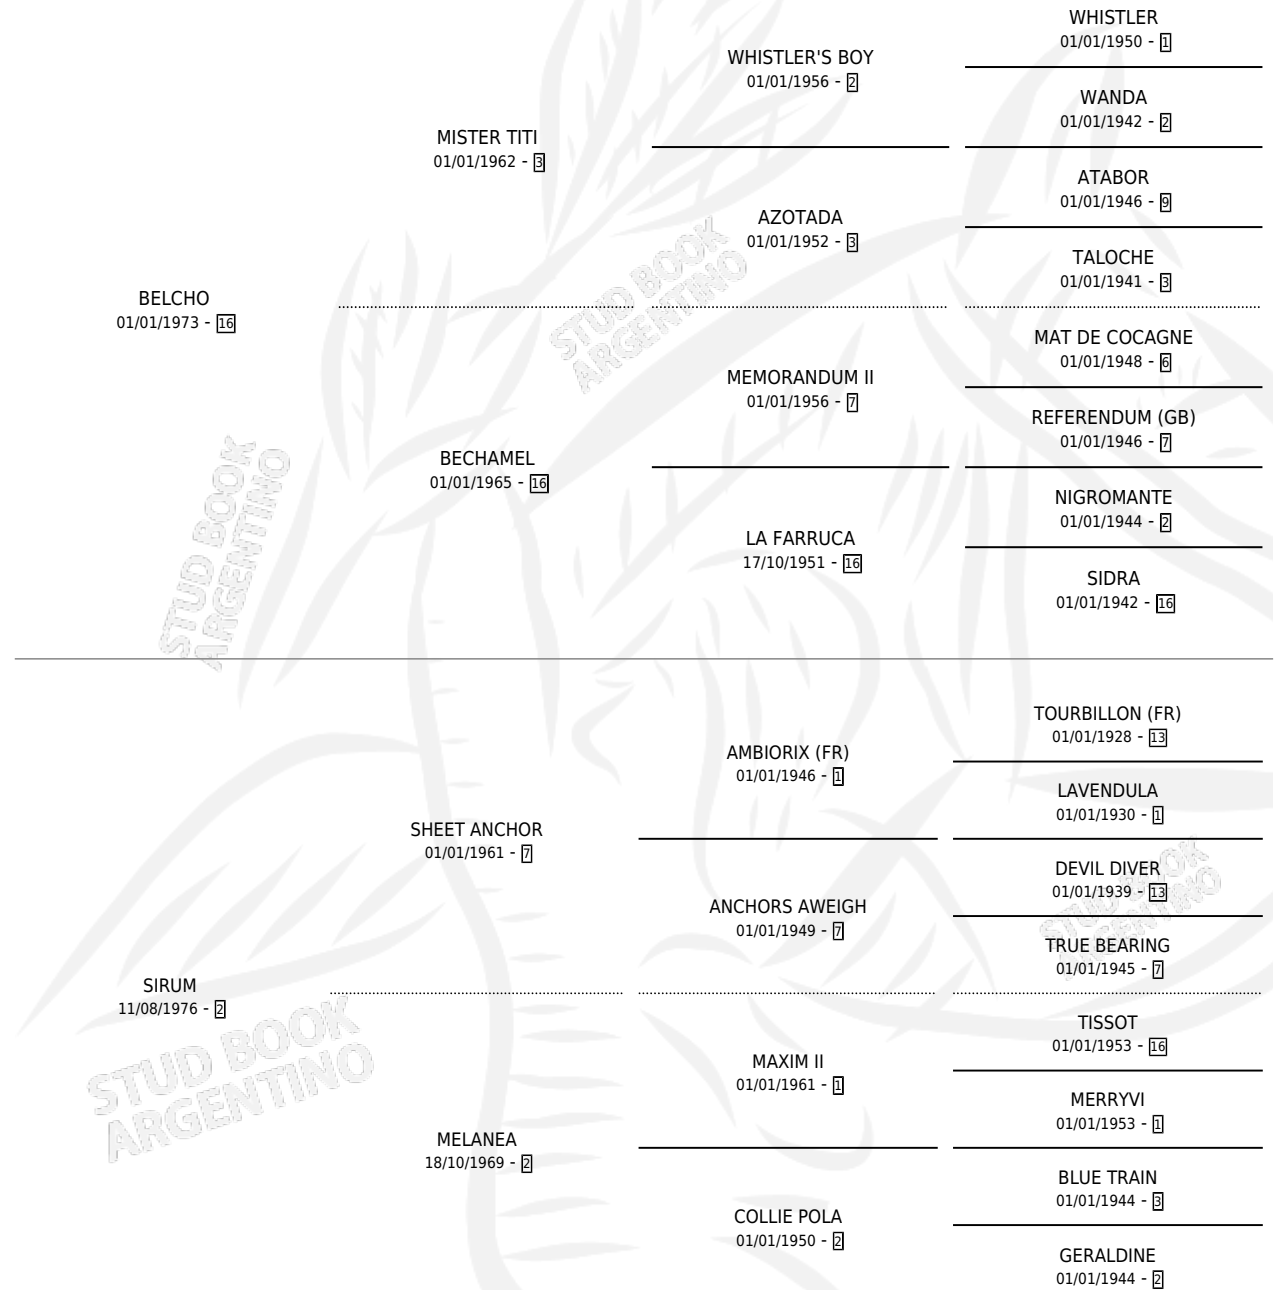 WHISTLER
01/01/1950 - 1
WHISTLER'S BOY
01/01/1956 - 2
WANDA
01/01/1942 - 2
MISTER TITI
01/01/1962 - 3
ATABOR
01/01/1946 - 9
AZOTADA
01/01/1952 - 3
TALOCHE
01/01/1941 - 3
BELCHO
01/01/1973 - 16
MAT DE COCAGNE
01/01/1948 - 6
MEMORANDUM II
01/01/1956 - 7
REFERENDUM (GB)
01/01/1946 - 7
BECHAMEL
01/01/1965 - 16
NIGROMANTE
01/01/1944 - 2
LA FARRUCA
17/10/1951 - 16
SIDRA
01/01/1942 - 16
STUD BOOK
ARGENTINO
STUD BOOK
ARGENTINO
TOURBILLON (FR)
01/01/1928 - 13
AMBIORIX (FR)
01/01/1946 - 1
LAVENDULA
01/01/1930 - 1
SHEET ANCHOR
01/01/1961 - 7
DEVIL DIVER
01/01/1939 - 13
ANCHORS AWEIGH
01/01/1949 - 7
TRUE BEARING
01/01/1945 - 7
SIRUM
11/08/1976 - 2
TISSOT
01/01/1953 - 16
MAXIM II
01/01/1961 - 1
MERRYVI
01/01/1953 - 1
MELANEA
18/10/1969 - 2
BLUE TRAIN
01/01/1944 - 3
COLLIE POLA
01/01/1950 - 2
GERALDINE
01/01/1944 - 2
STUD BOOK
ARGENTINO
STUD BOOK
ARGENTINO